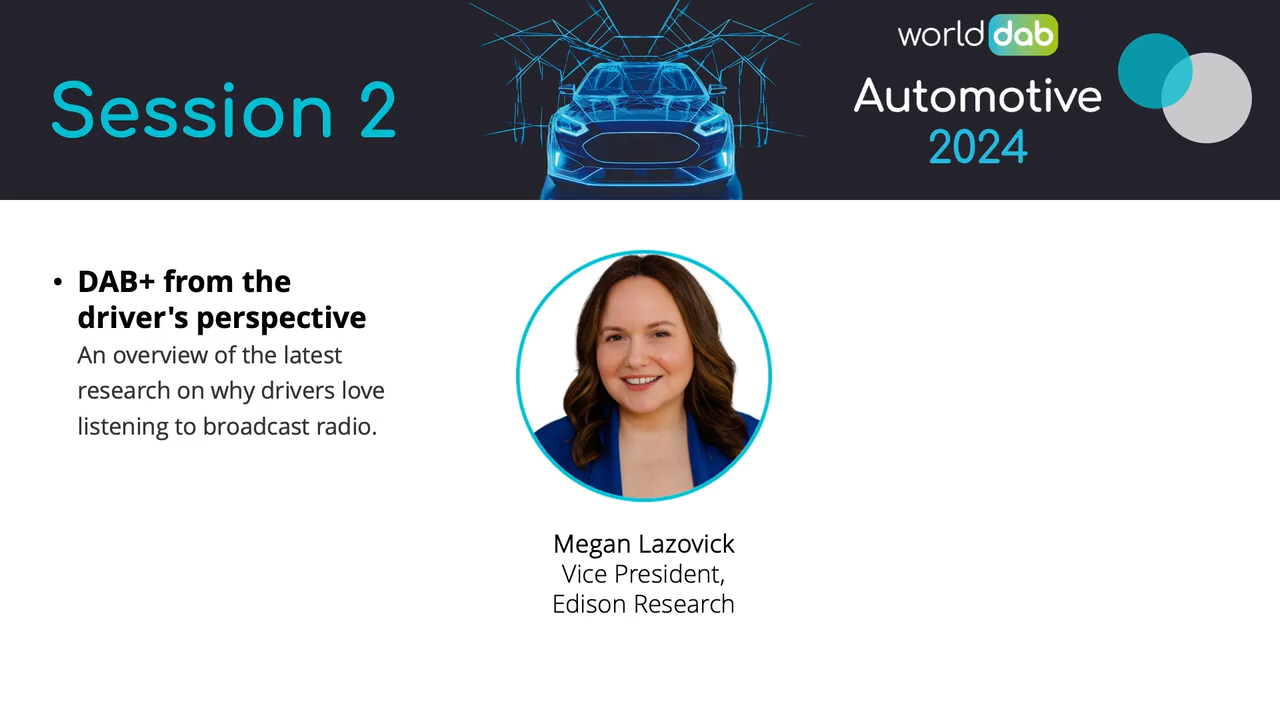 Session 2
world dab
Automotive
2024
• DAB+ from the
driver's perspective
An overview of the latest
research on why drivers love
listening to broadcast radio.
Megan Lazovick
Vice President,
Edison Research